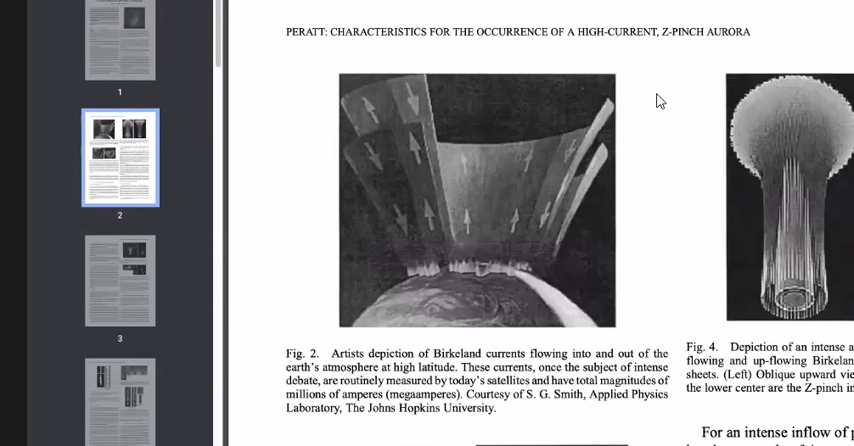 PERATT: CHARACTERISTICS FOR THE OCCURRENCE OF A HIGH-CURRENT, Z-PINCH AURORA
1
2
3
Fig. 2. Artists depiction of Birkeland currents flowing into and out of the
earth's atmosphere at high latitude. These currents, once the subject of intense
debate, are routinely measured by today's satellites and have total magnitudes of
millions of amperes (megaamperes). Courtesy of S. G. Smith, Applied Physics
Laboratory, The Johns Hopkins University.
Fig. 4. Depiction of an intense a
flowing and up-flowing Birkelan
sheets. (Left) Oblique upward vie
the lower center are the Z-pinch in
For an intense inflow of p